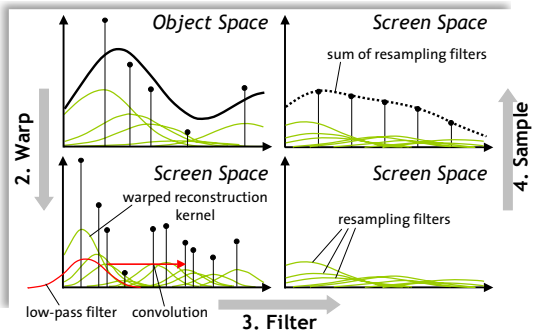 Object Space
Screen Space
sum of resampling filters
2. Warp
4. Sample
Screen Space
warped reconstruction
kernel
Screen Space
resampling filters
low-pass filter
convolution
3. Filter